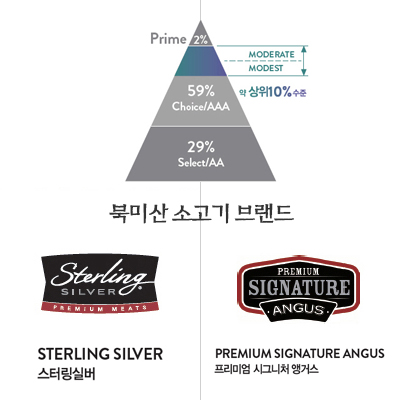 Prime 2%
MODERATE
MODEST
약 상위10% 수준
59%
Choice/AAA
29%
Select/AA
북미산 소고기 브랜드
Sterling
SILVER
PREMIUM MEATS
PREMIUM
SIGNATURE
ANGUS
STERLING SILVER
스터링실버
PREMIUM SIGNATURE ANGUS
프리미엄 시그니처 앵거스